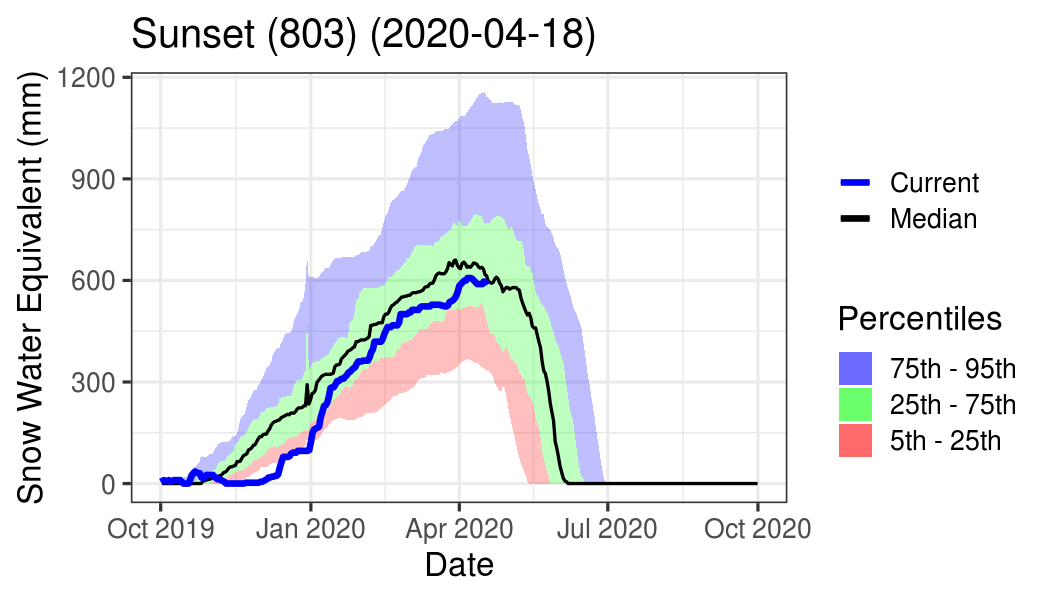 Sunset (803) (2020-04-18)
Snow Water Equivalent (mm)
1200
900
600
300
0
Oct 2019
Jan 2020
Apr 2020
Jul 2020
Oct 2020
Date
Current
Median
Percentiles
75th - 95th
25th - 75th
5th - 25th